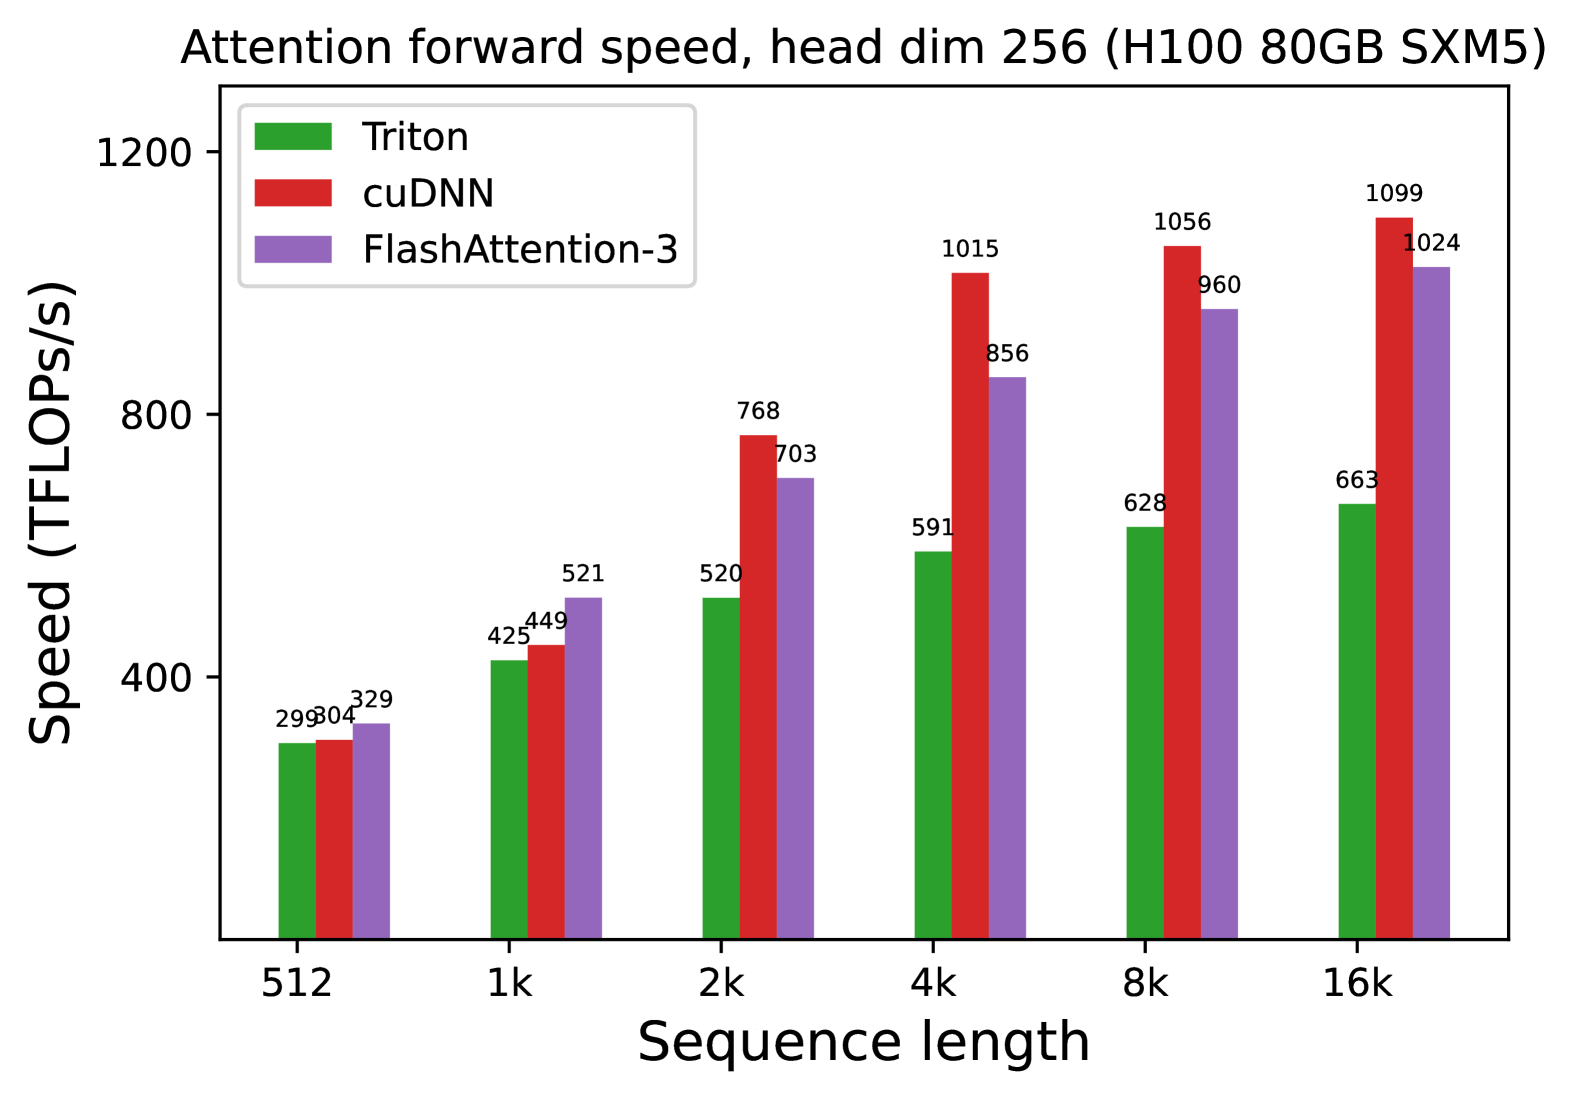 Attention forward speed, head dim 256 (H100 80GB SXM5)
Triton
cuDNN
FlashAttention-3
Speed (TFLOPs/s)
1200
800
400
299 304 329
425 449 521
520 768 703
591 1015 856
628 1056 960
663 1099 1024
512 1k 2k 4k 8k 16k
Sequence length